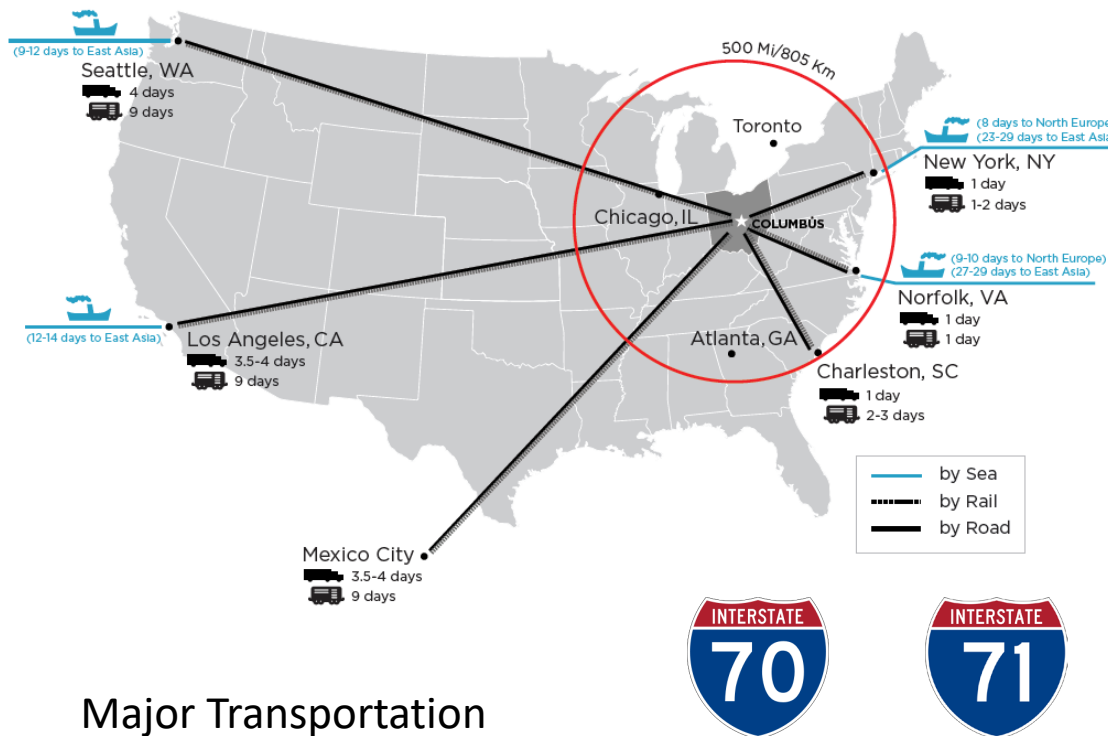 (9-12 days to East Asia)
Seattle, WA
4 days
9 days
500 Mi/805 Km
Toronto
(8 days to North Europe
(23-29 days to East Asia
New York, NY
1 day
1-2 days
Chicago, IL
COLUMBUS
(9-10 days to North Europe)
(27-29 days to East Asia)
Norfolk, VA
1 day
1 day
(12-14 days to East Asia)
Los Angeles, CA
3.5-4 days
9 days
Atlanta, GA
Charleston, SC
1 day
2-3 days
by Sea
by Rail
by Road
Mexico City
3.5-4 days
9 days
INTERSTATE
70
INTERSTATE
71
Major Transportation